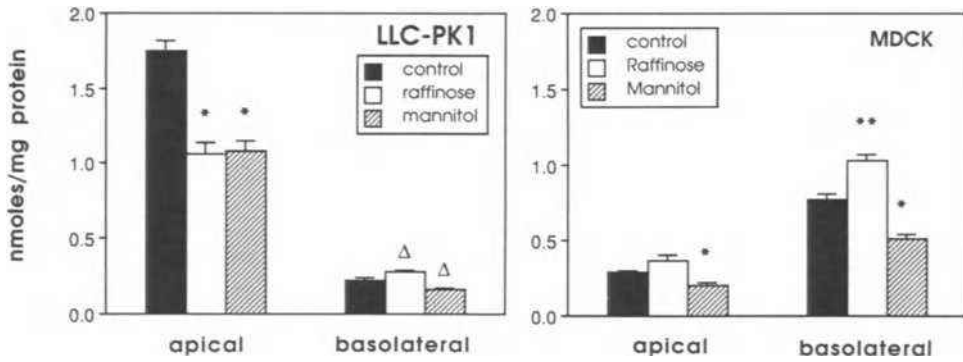 nmoles/mg protein
2.0
1.5
1.0
0.5
0.0
LLC-PK1
control
raffinose
mannitol
* *
Δ Δ
apical basolateral
2.0
1.5
1.0
0.5
0.0
MDCK
control
Raffinose
Mannitol
**
*
*
apical basolateral